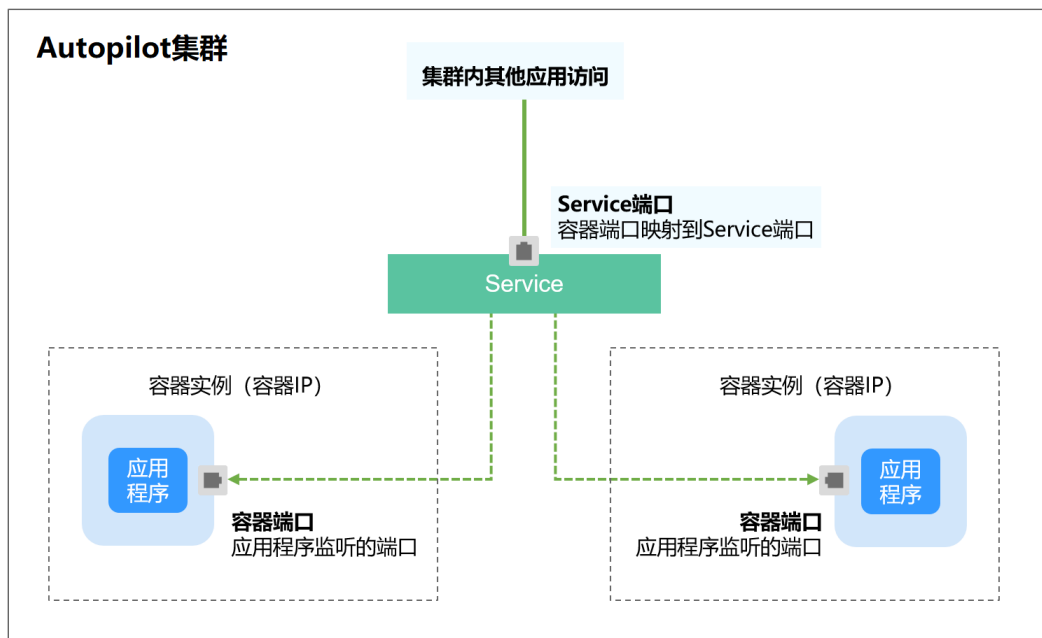 Autopilot集群
集群内其他应用访问
Service端口
容器端口映射到Service端口
Service
容器实例（容器IP）
应用
程序
容器端口
应用程序监听的端口
容器实例（容器IP）
应用
程序
容器端口
应用程序监听的端口